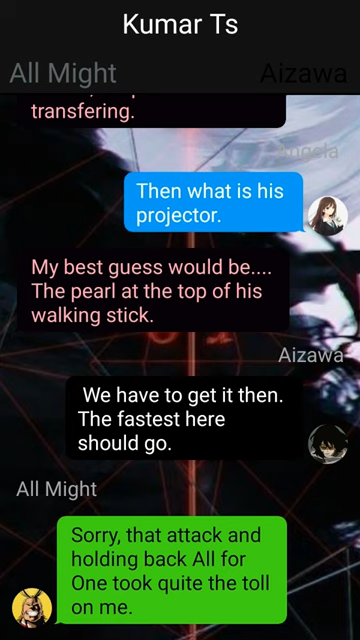 Kumar Ts
All Might
Aizawa
transfering.
Angela
Then what is his
projector.
My best guess would be....
The pearl at the top of his
walking stick.
Aizawa
We have to get it then.
The fastest here
should go.
All Might
Sorry, that attack and
holding back All for
One took quite the toll
on me.